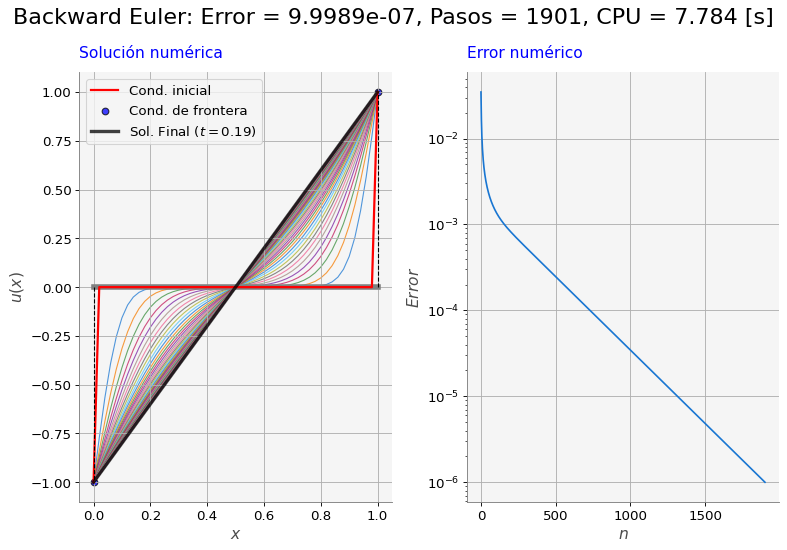 Backward Euler: Error = 9.9989e-07, Pasos = 1901, CPU = 7.784 [s]
Solución numérica
Error numérico
Cond. inicial
Cond. de frontera
Sol. Final (t = 0.19)
1.00
0.75
0.50
0.25
0.00
−0.25
−0.50
−0.75
−1.00
u(x)
0.0 0.2 0.4 0.6 0.8 1.0
x
10⁻²
10⁻³
10⁻⁴
10⁻⁵
10⁻⁶
Error
0 500 1000 1500
n